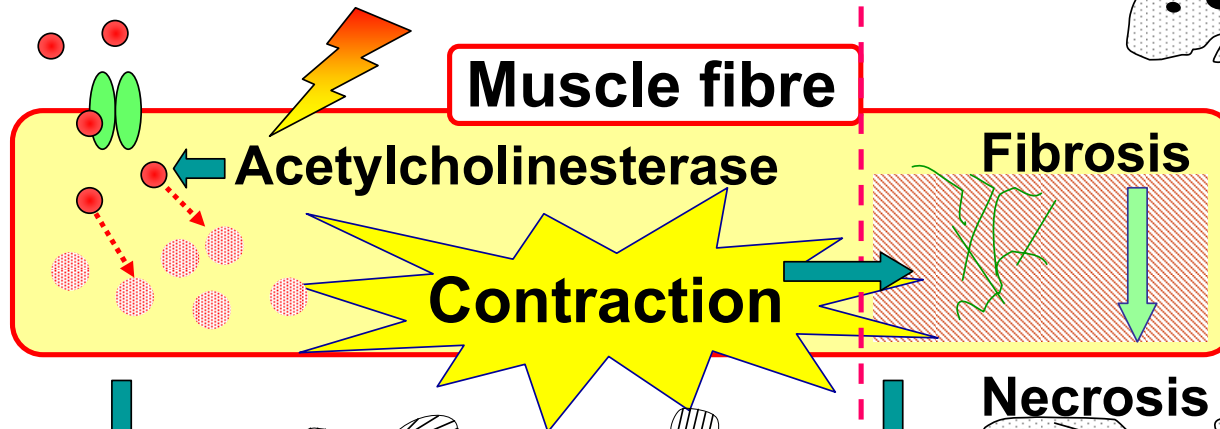 Muscle fibre
Acetylcholinesterase
Fibrosis
Contraction
Necrosis